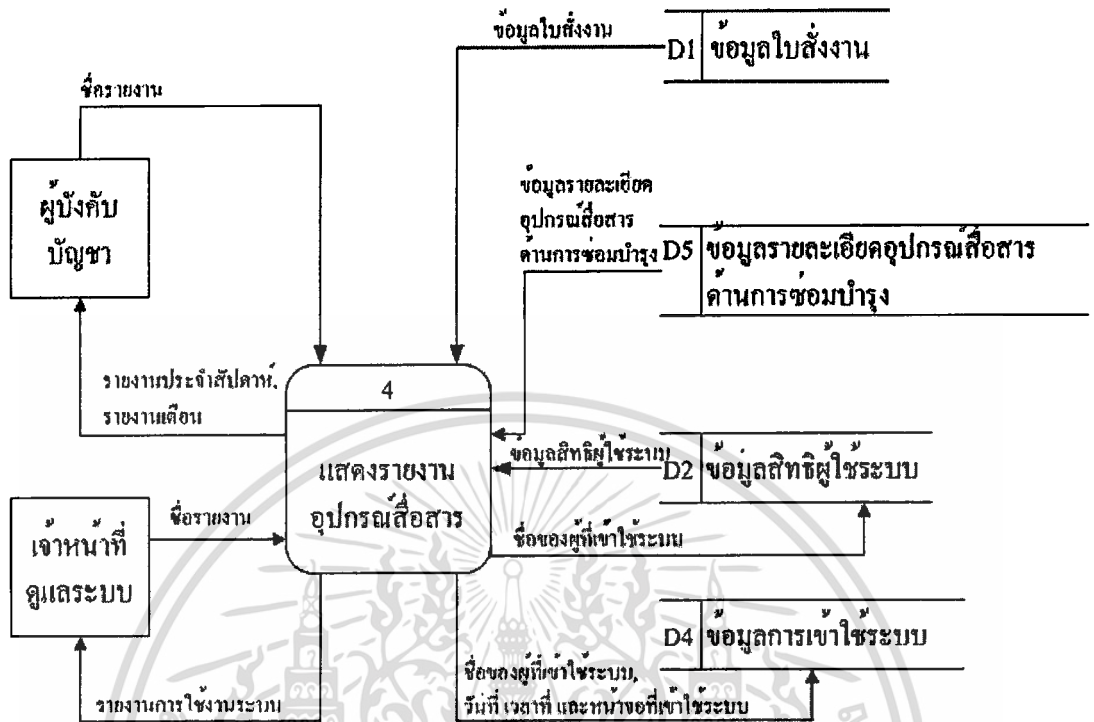 ข้อมูลใบสั่งงาน
D1 ข้อมูลใบสั่งงาน
ชื่อรายงาน
ผู้บังคับ
บัญชา
ข้อมูลรายละเอียด
อุปกรณ์สื่อสาร
ด้านการซ่อมบำรุง
D5 ข้อมูลรายละเอียดอุปกรณ์สื่อสาร
ด้านการซ่อมบำรุง
รายงานประจำสัปดาห์,
รายงานเดือน
4
แสดงรายงาน
อุปกรณ์สื่อสาร
ข้อมูลสิทธิผู้ใช้ระบบ
D2 ข้อมูลสิทธิผู้ใช้ระบบ
ชื่อรายงาน
เจ้าหน้าที่
ดูแลระบบ
ชื่อของผู้ที่เข้าใช้ระบบ
D4 ข้อมูลการเข้าใช้ระบบ
ชื่อของผู้ที่เข้าใช้ระบบ,
วันที่ เวลาที่ และหน้าจอที่เข้าใช้ระบบ
รายงานการใช้งานระบบ